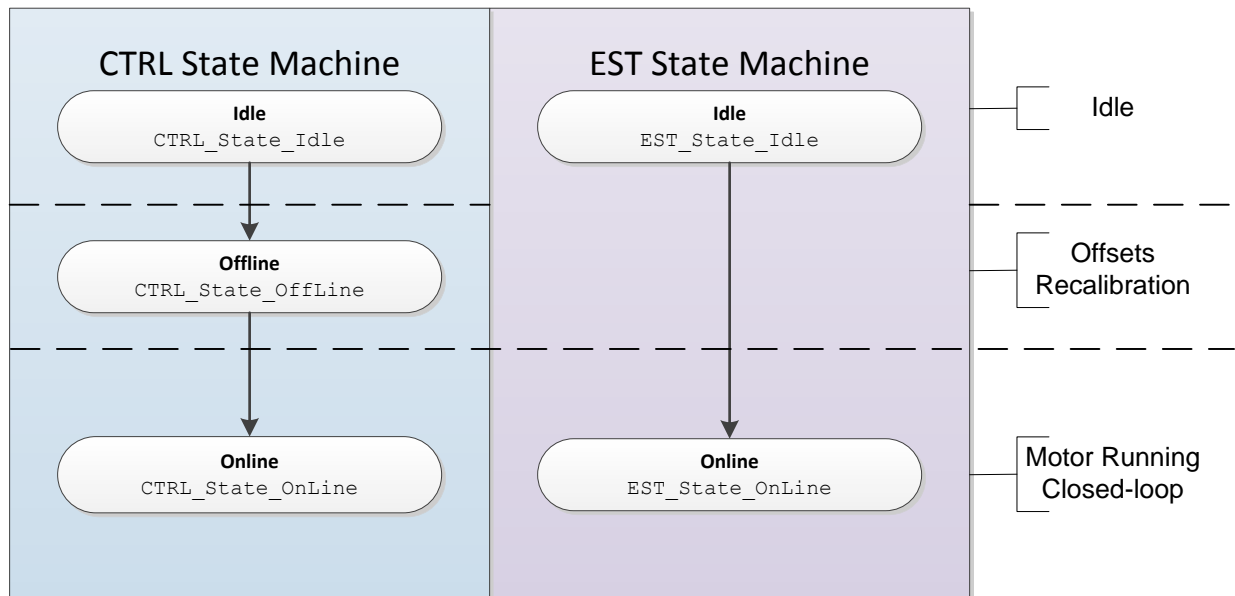 CTRL State Machine
EST State Machine
Idle
CTRL_State_Idle
Idle
EST_State_Idle
Idle
Offline
CTRL_State_OffLine
Offsets
Recalibration
Online
CTRL_State_OnLine
Online
EST_State_OnLine
Motor Running
Closed-loop